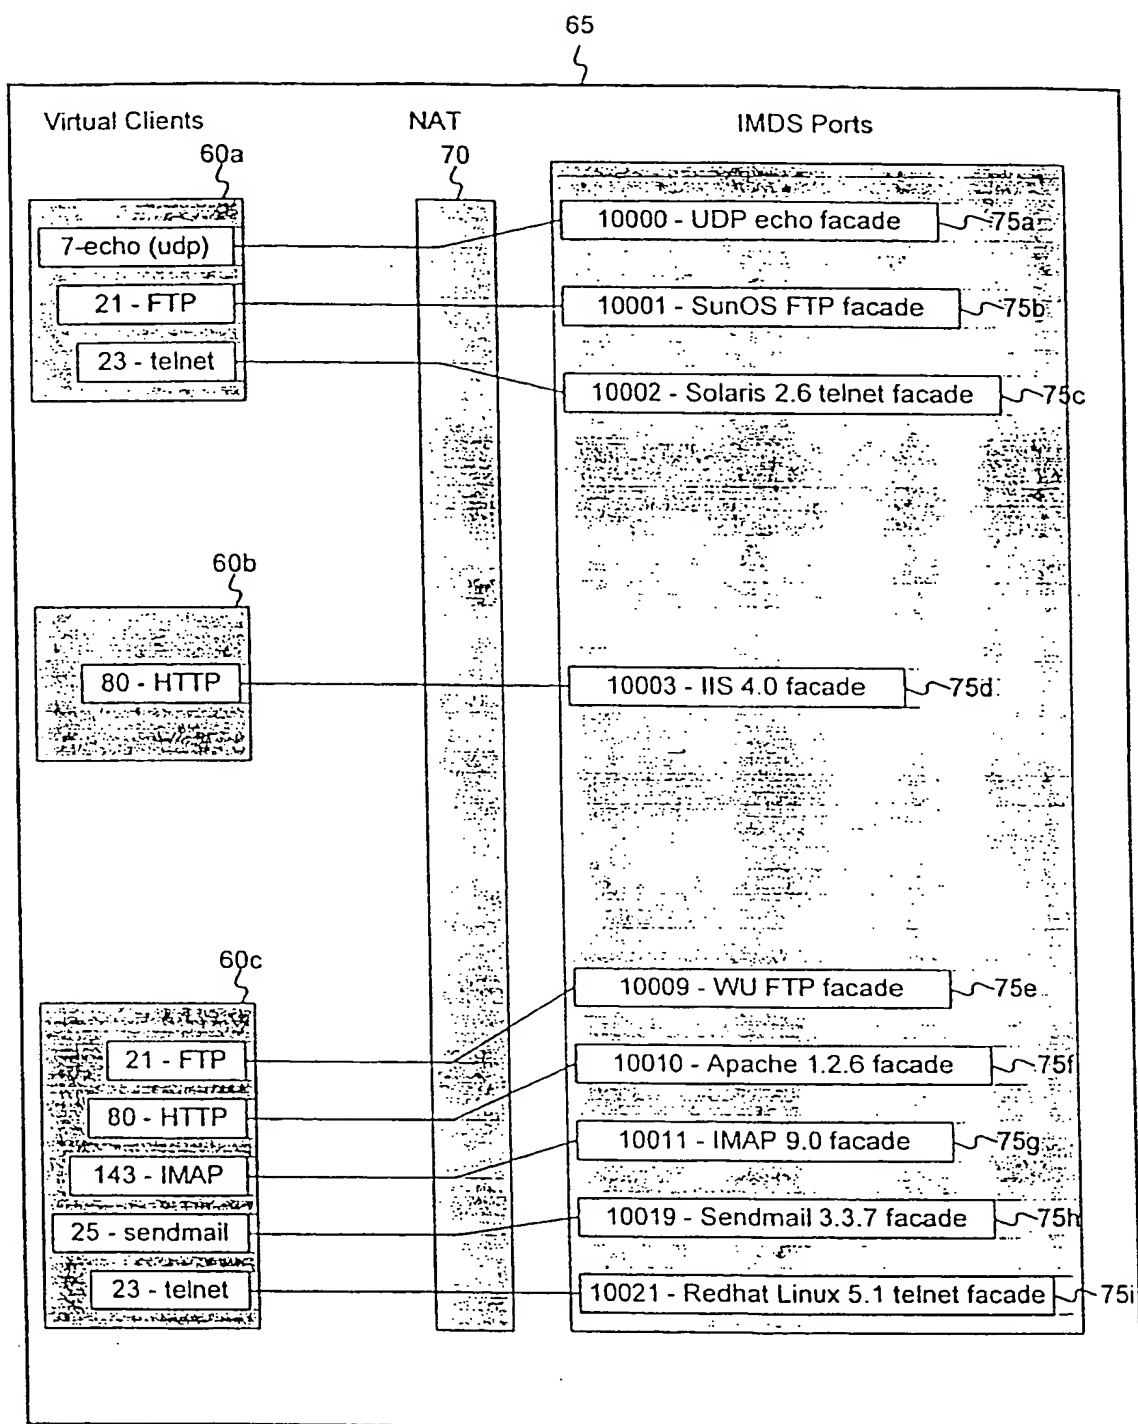 65
Virtual Clients NAT IMDS Ports
60a 70
10000 - UDP echo facade 75a
7-echo (udp)
21 - FTP 10001 - SunOS FTP facade 75b
23 - telnet
10002 - Solaris 2.6 telnet facade 75c
60b
80 - HTTP 10003 - IIS 4.0 facade 75d
60c
10009 - WU FTP facade 75e
21 - FTP
10010 - Apache 1.2.6 facade 75f
80 - HTTP
10011 - IMAP 9.0 facade 75g
143 - IMAP
10019 - Sendmail 3.3.7 facade 75h
25 - sendmail
23 - telnet 10021 - Redhat Linux 5.1 telnet facade 75i